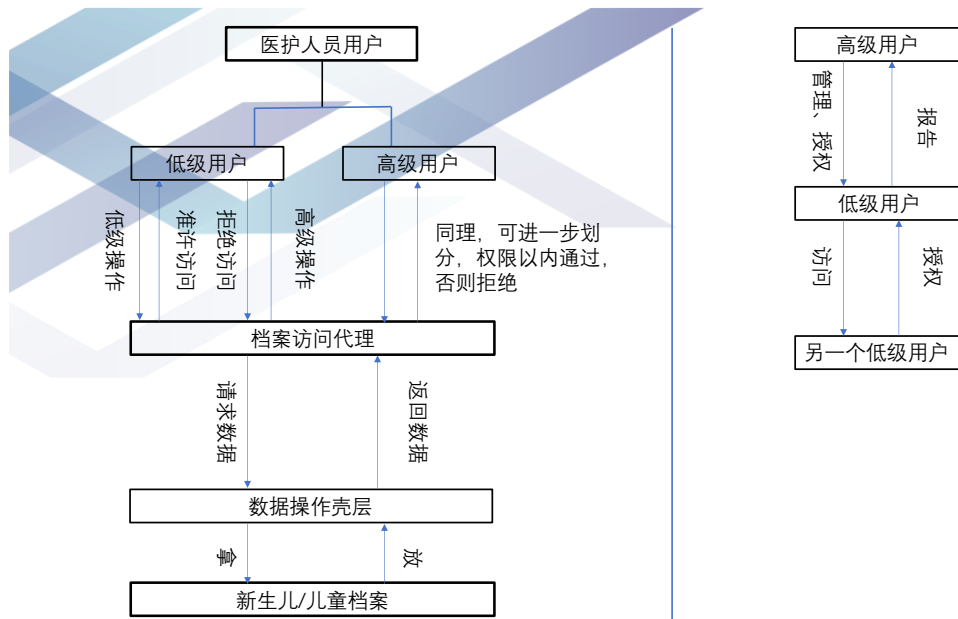 医护人员用户
低级用户
高级用户
低级操作
准许访问
拒绝访问
高级操作
同理，可进一步划
分，权限以内通过，
否则拒绝
档案访问代理
请求数据
返回数据
数据操作壳层
拿
放
新生儿/儿童档案
高级用户
管理、授权
报告
低级用户
访问
授权
另一个低级用户